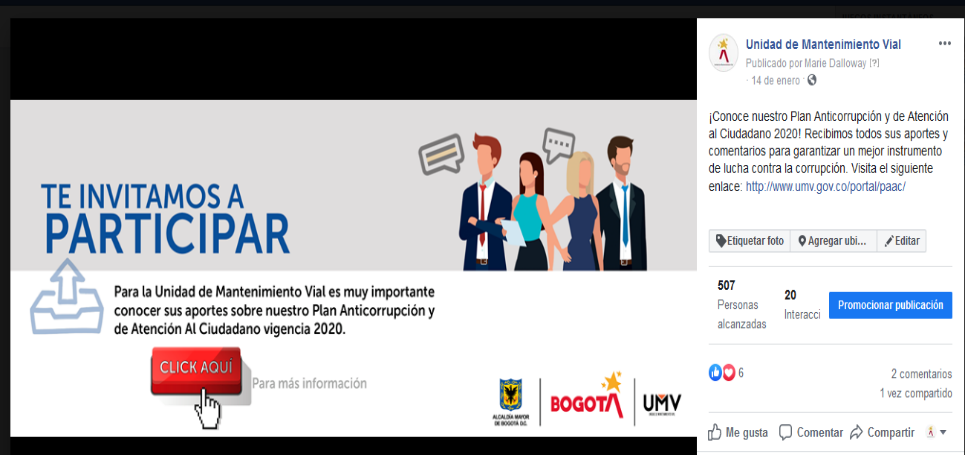 TE INVITAMOS A
PARTICIPAR
Para la Unidad de Mantenimiento Vial es muy importante
conocer sus aportes sobre nuestro Plan Anticorrupción y
de Atención Al Ciudadano vigencia 2020.
CLICK AQUÍ
Para más información
ALCALDÍA MAYOR
DE BOGOTÁ D.C.
BOGOTÁ
UMV
Unidad de Mantenimiento Vial
Publicado por Marie Dalloway [?]
· 14 de enero ·
¡Conoce nuestro Plan Anticorrupción y de Atención
al Ciudadano 2020! Recibimos todos sus aportes y
comentarios para garantizar un mejor instrumento
de lucha contra la corrupción. Visita el siguiente
enlace: http://www.umv.gov.co/portal/paac/
Etiquetar foto
Agregar ubi...
Editar
507
Personas
alcanzadas
20
Interacci
Promocionar publicación
6
2 comentarios
1 vez compartido
Me gusta
Comentar
Compartir